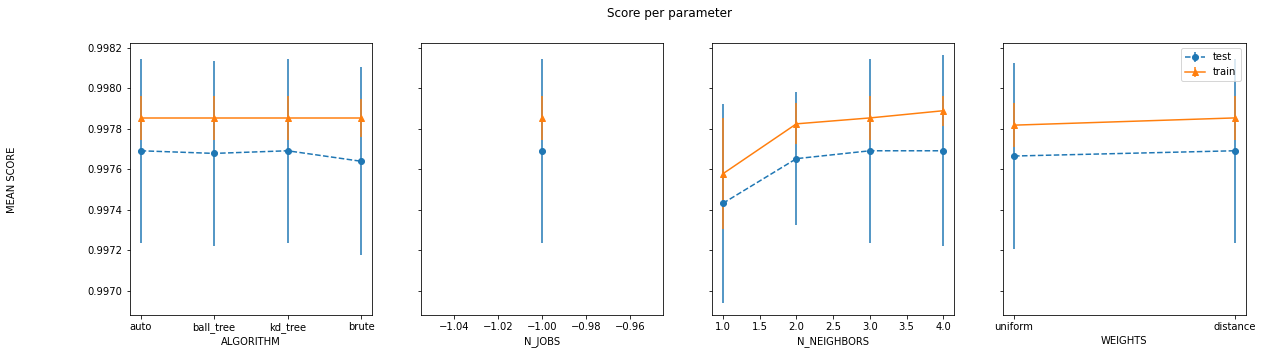 Score per parameter
MEAN SCORE
0.9982
0.9980
0.9978
0.9976
0.9974
0.9972
0.9970
auto ball_tree kd_tree brute
ALGORITHM
−1.04 −1.02 −1.00 −0.98 −0.96
N_JOBS
1.0 1.5 2.0 2.5 3.0 3.5 4.0
N_NEIGHBORS
test
train
uniform distance
WEIGHTS